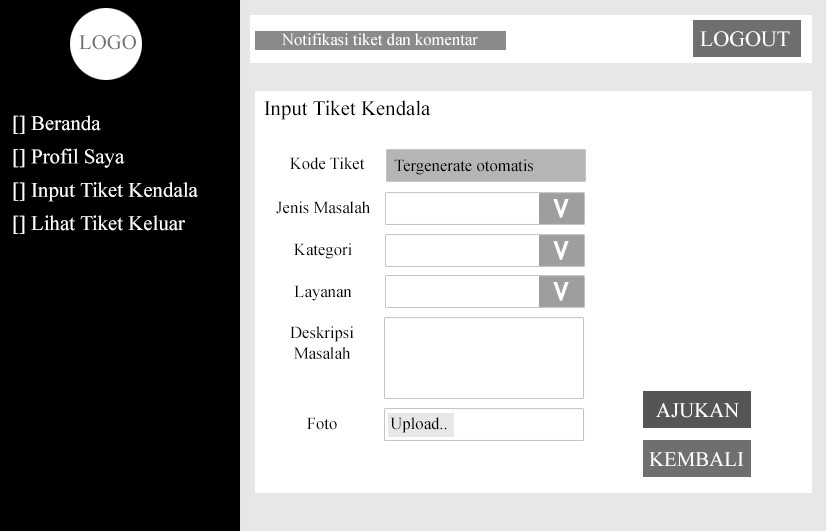 LOGO
[] Beranda
[] Profil Saya
[] Input Tiket Kendala
[] Lihat Tiket Keluar
Notifikasi tiket dan komentar
LOGOUT
Input Tiket Kendala
Kode Tiket
Tergenerate otomatis
Jenis Masalah
V
Kategori
V
Layanan
V
Deskripsi
Masalah
Foto
Upload..
AJUKAN
KEMBALI